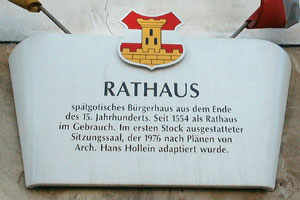 RATHAUS
spätgotisches Bürgerhaus aus dem Ende
des 15. Jahrhunderts. Seit 1554 als Rathaus
im Gebrauch. Im ersten Stock ausgestatteter
Sitzungssaal, der 1976 nach Plänen von
Arch. Hans Hollein adaptiert wurde.